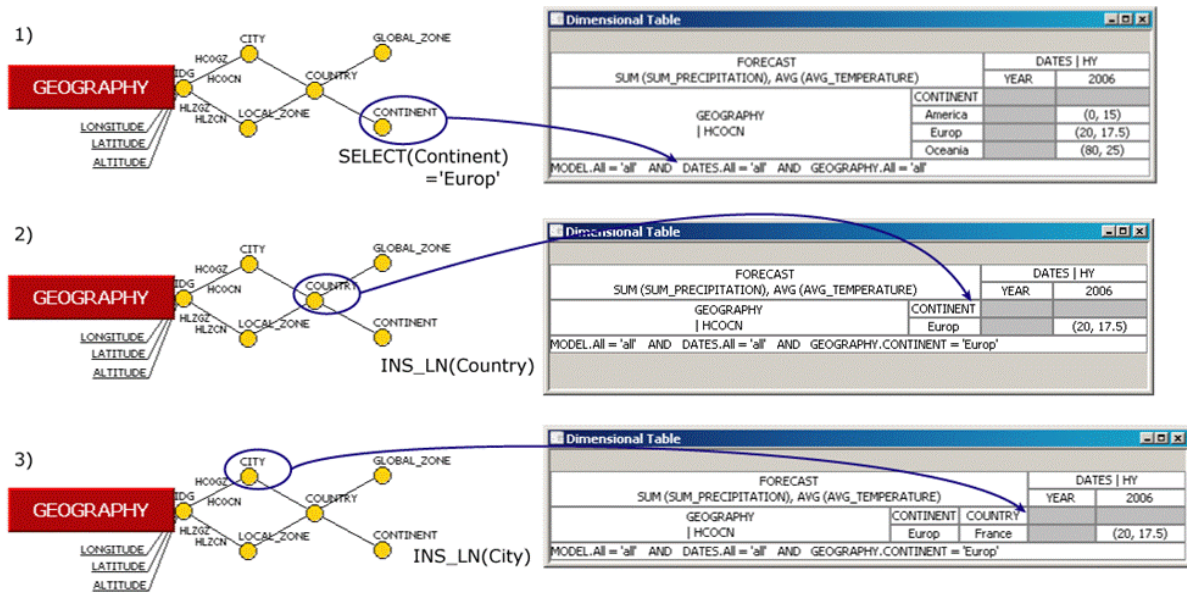 1)
CITY
GLOBAL_ZONE
HCOGZ
HCOCN
IDG
COUNTRY
GEOGRAPHY
HLZGZ
HLZCN
LOCAL_ZONE
CONTINENT
LONGITUDE
LATITUDE
ALTITUDE
SELECT(Continent)
='Europ'
Dimensional Table
FORECAST
SUM (SUM_PRECIPITATION), AVG (AVG_TEMPERATURE)
DATES | HY
YEAR 2006
GEOGRAPHY
| HCOCN
CONTINENT
America (0, 15)
Europ (20, 17.5)
Oceania (80, 25)
MODEL.All = 'all' AND DATES.All = 'all' AND GEOGRAPHY.All = 'all'
2)
CITY
GLOBAL_ZONE
HCOGZ
HCOCN
IDG
COUNTRY
GEOGRAPHY
HLZGZ
HLZCN
LOCAL_ZONE
CONTINENT
LONGITUDE
LATITUDE
ALTITUDE
INS_LN(Country)
Dimensional Table
FORECAST
SUM (SUM_PRECIPITATION), AVG (AVG_TEMPERATURE)
DATES | HY
YEAR 2006
GEOGRAPHY
| HCOCN
CONTINENT
Europ (20, 17.5)
MODEL.All = 'all' AND DATES.All = 'all' AND GEOGRAPHY.CONTINENT = 'Europ'
3)
CITY
GLOBAL_ZONE
HCOGZ
HCOCN
IDG
COUNTRY
GEOGRAPHY
HLZGZ
HLZCN
LOCAL_ZONE
CONTINENT
LONGITUDE
LATITUDE
ALTITUDE
INS_LN(City)
Dimensional Table
FORECAST
SUM (SUM_PRECIPITATION), AVG (AVG_TEMPERATURE)
DATES | HY
YEAR 2006
GEOGRAPHY
| HCOCN
CONTINENT COUNTRY
Europ France (20, 17.5)
MODEL.All = 'all' AND DATES.All = 'all' AND GEOGRAPHY.CONTINENT = 'Europ'